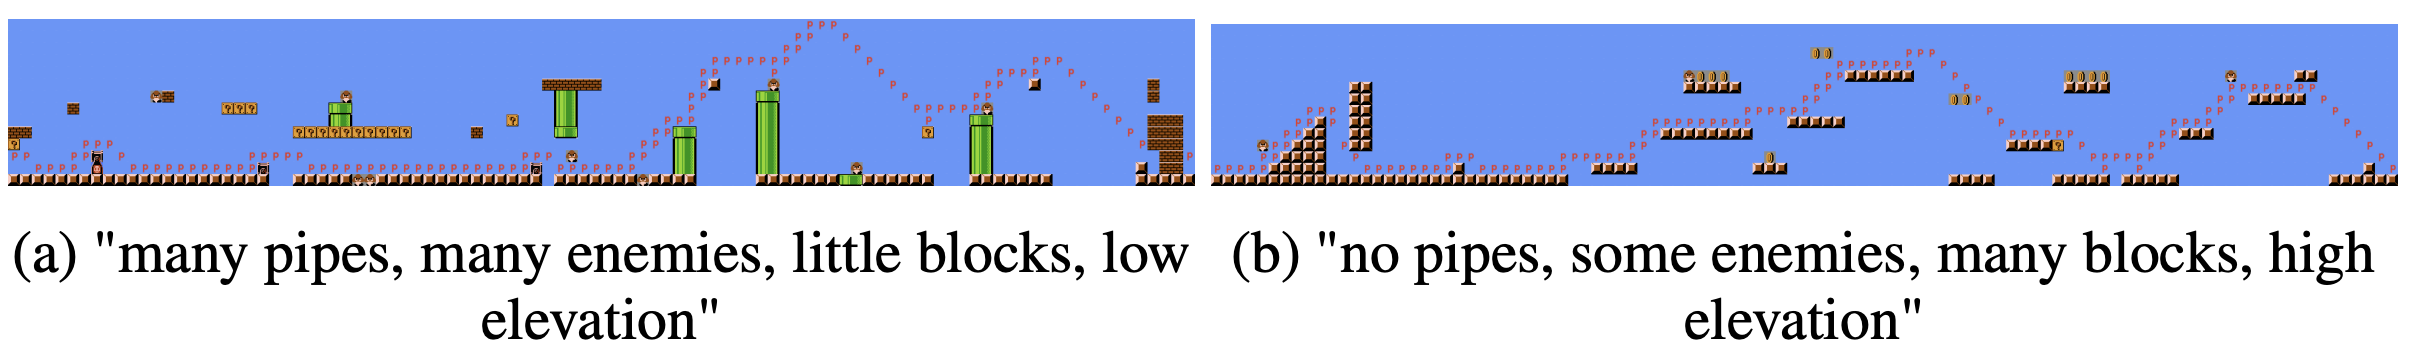 (a) "many pipes, many enemies, little blocks, low
elevation"
(b) "no pipes, some enemies, many blocks, high
elevation"